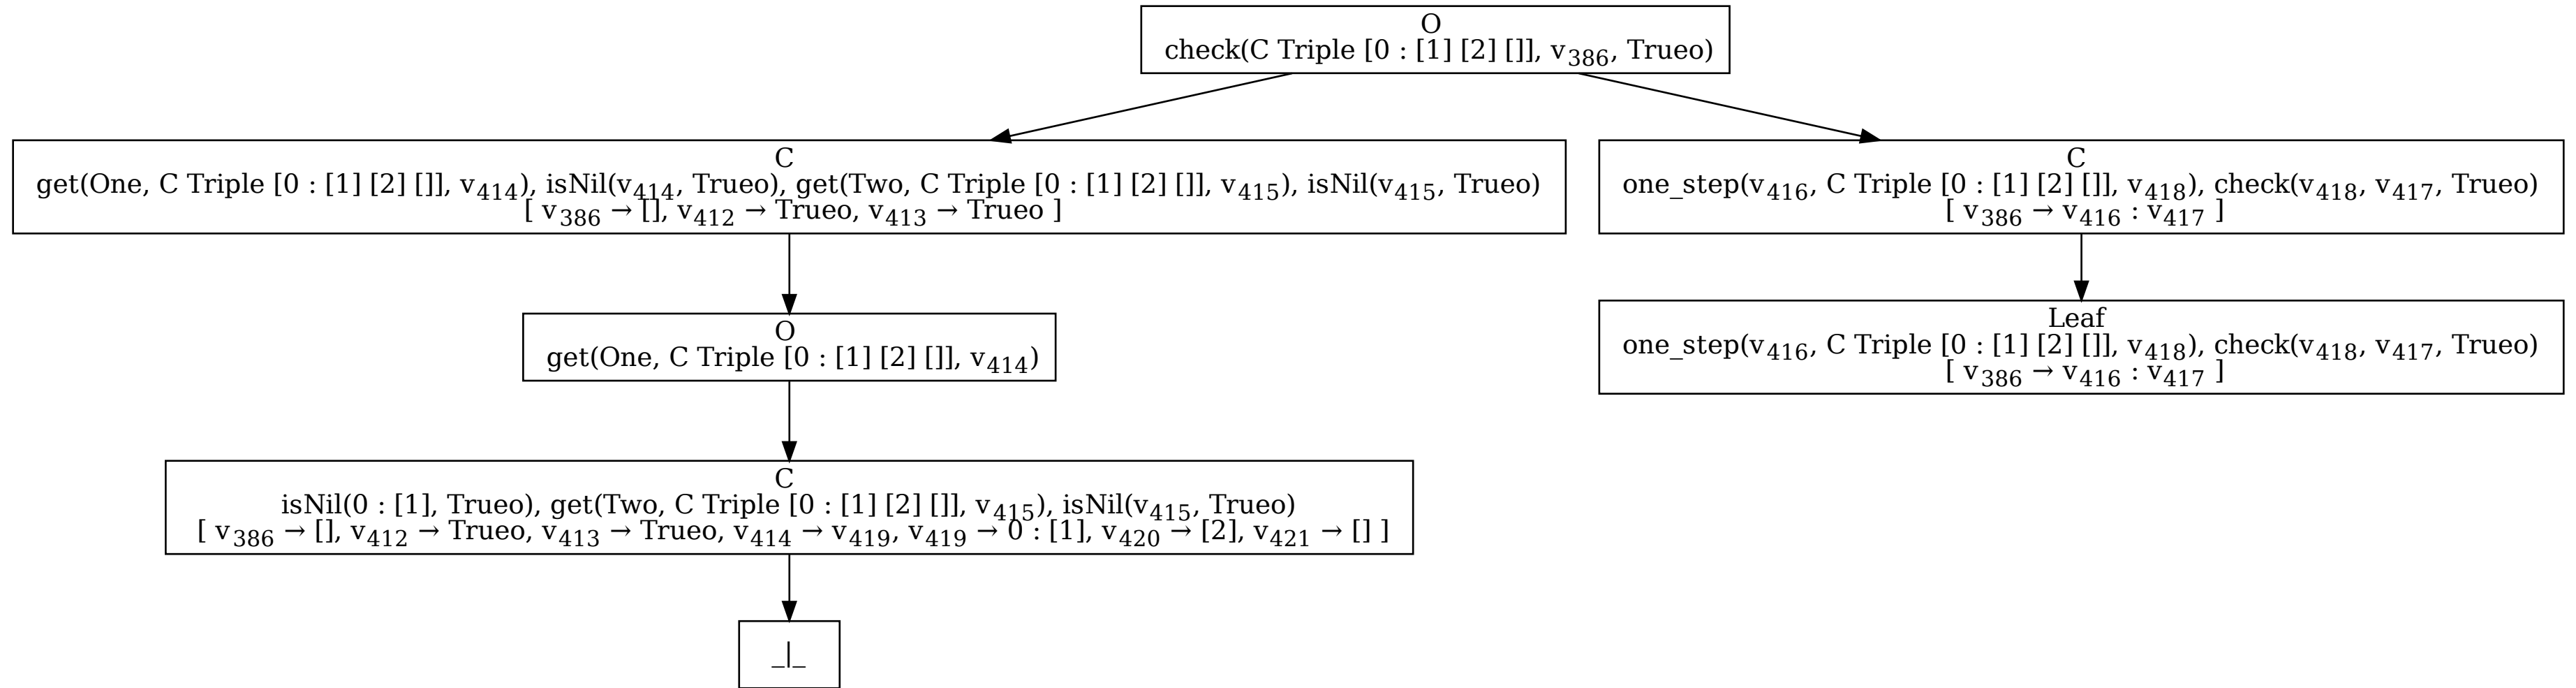 O
check(C Triple [0 : [1] [2] []], v386, Trueo)
C
get(One, C Triple [0 : [1] [2] []], v414), isNil(v414, Trueo), get(Two, C Triple [0 : [1] [2] []], v415), isNil(v415, Trueo)
[ v386 → [], v412 → Trueo, v413 → Trueo ]
C
one_step(v416, C Triple [0 : [1] [2] []], v418), check(v418, v417, Trueo)
[ v386 → v416 : v417 ]
O
get(One, C Triple [0 : [1] [2] []], v414)
Leaf
one_step(v416, C Triple [0 : [1] [2] []], v418), check(v418, v417, Trueo)
[ v386 → v416 : v417 ]
C
isNil(0 : [1], Trueo), get(Two, C Triple [0 : [1] [2] []], v415), isNil(v415, Trueo)
[ v386 → [], v412 → Trueo, v413 → Trueo, v414 → v419, v419 → 0 : [1], v420 → [2], v421 → [] ]
_|_